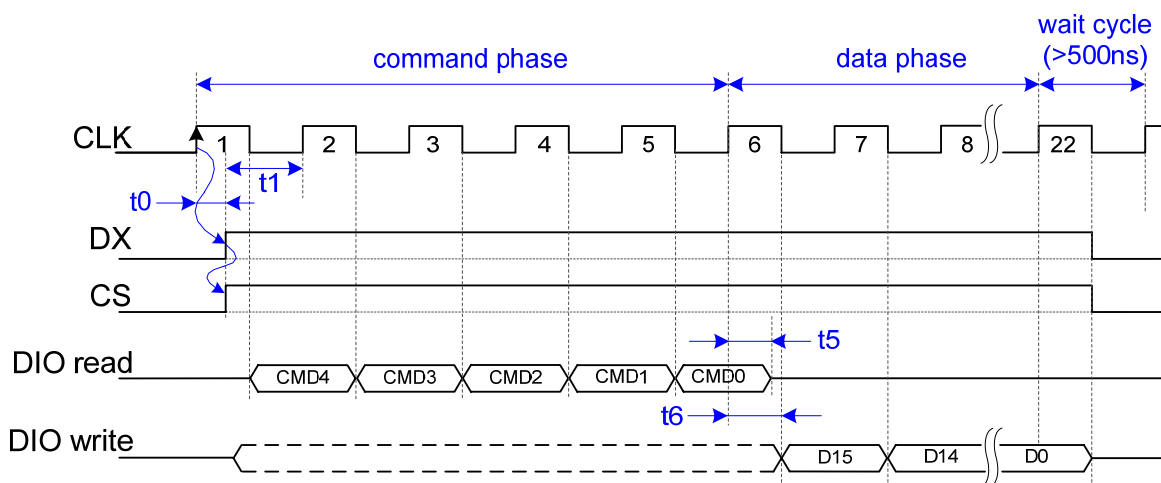 wait cycle
(>500ns)
command phase
data phase
CLK
1
2
3
4
5
6
7
8
22
t1
t0
DX
CS
t5
DIO read
CMD4
CMD3
CMD2
CMD1
CMD0
t6
DIO write
D15
D14
D0